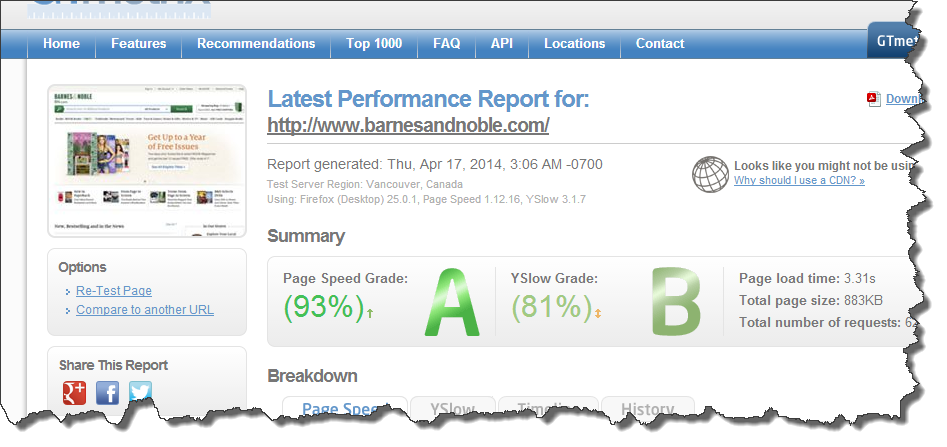 Home Features Recommendations Top 1000 FAQ API Locations Contact
GTmet
BARNES&NOBLE
Get Up to a Year
of Free Issues
Latest Performance Report for:
http://www.barnesandnoble.com/
Downl
Report generated: Thu, Apr 17, 2014, 3:06 AM -0700
Test Server Region: Vancouver, Canada
Using: Firefox (Desktop) 25.0.1, Page Speed 1.12.16, YSlow 3.1.7
Looks like you might not be usin
Why should I use a CDN? »
Summary
Page Speed Grade:
(93%)↑
A
YSlow Grade:
(81%)↕
B
Page load time: 3.31s
Total page size: 883KB
Total number of requests: 62
Options
Re-Test Page
Compare to another URL
Share This Report
Breakdown
Page Spee YSlow Timeline History